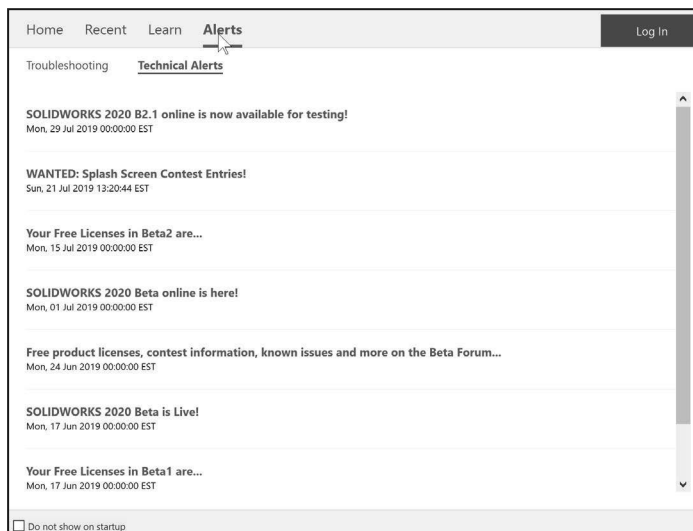 Home Recent Learn Alerts Log In
Troubleshooting Technical Alerts
SOLIDWORKS 2020 B2.1 online is now available for testing!
Mon, 29 Jul 2019 00:00:00 EST
WANTED: Splash Screen Contest Entries!
Sun, 21 Jul 2019 13:20:44 EST
Your Free Licenses in Beta2 are...
Mon, 15 Jul 2019 00:00:00 EST
SOLIDWORKS 2020 Beta online is here!
Mon, 01 Jul 2019 00:00:00 EST
Free product licenses, contest information, known issues and more on the Beta Forum...
Mon, 24 Jun 2019 00:00:00 EST
SOLIDWORKS 2020 Beta is Live!
Mon, 17 Jun 2019 00:00:00 EST
Your Free Licenses in Beta1 are...
Mon, 17 Jun 2019 00:00:00 EST
Do not show on startup